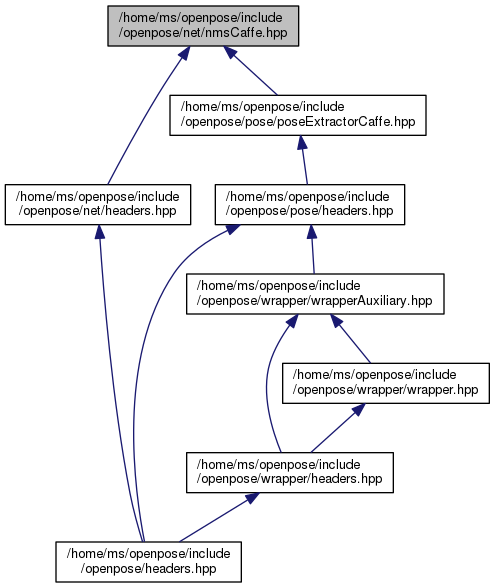 /home/ms/openpose/include
/openpose/net/nmsCaffe.hpp
/home/ms/openpose/include
/openpose/pose/poseExtractorCaffe.hpp
/home/ms/openpose/include
/openpose/net/headers.hpp
/home/ms/openpose/include
/openpose/pose/headers.hpp
/home/ms/openpose/include
/openpose/wrapper/wrapperAuxiliary.hpp
/home/ms/openpose/include
/openpose/wrapper/wrapper.hpp
/home/ms/openpose/include
/openpose/wrapper/headers.hpp
/home/ms/openpose/include
/openpose/headers.hpp